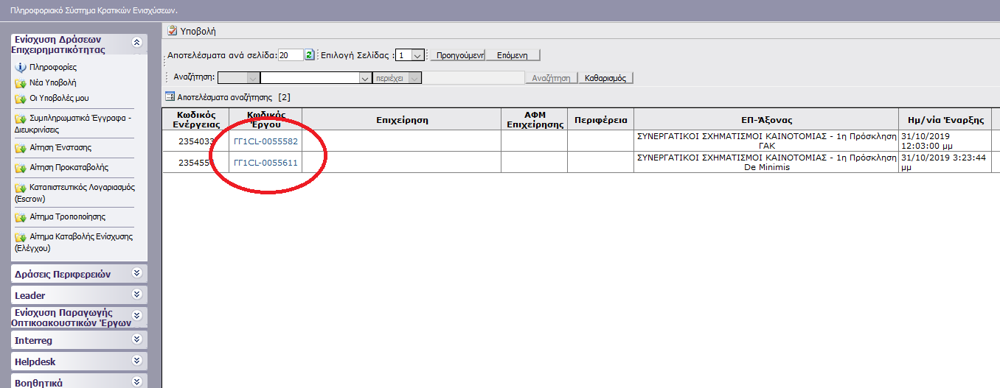 Πληροφοριακό Σύστημα Κρατικών Ενισχύσεων.
Ενίσχυση Δράσεων
Επιχειρηματικότητας
Πληροφορίες
Νέα Υποβολή
Οι Υποβολές μου
Συμπληρωματικά Έγγραφα -
Διευκρινίσεις
Αίτηση Ένστασης
Αίτηση Προκαταβολής
Καταπιστευτικός Λογαριασμός
(Escrow)
Αίτημα Τροποποίησης
Αίτημα Καταβολής Ενίσχυσης
(Ελέγχου)
Δράσεις Περιφερειών
Leader
Ενίσχυση Παραγωγής
Οπτικοακουστικών Έργων
Interreg
Helpdesk
Βοηθητικά
Υποβολή
Αποτελέσματα ανά σελίδα: 20 Επιλογή Σελίδας : 1 Προηγούμενη Επόμενη
Αναζήτηση: περιέχει Αναζήτηση Καθαρισμός
Αποτελέσματα αναζήτησης [2]
Κωδικός Ενέργειας Κωδικός Έργου Επιχείρηση ΑΦΜ Επιχείρησης Περιφέρεια ΕΠ-Άξονας Ημ/νία Έναρξης
2354033 ΓΓ1CL-0055582 ΣΥΝΕΡΓΑΤΙΚΟΙ ΣΧΗΜΑΤΙΣΜΟΙ ΚΑΙΝΟΤΟΜΙΑΣ - 1η Πρόσκληση ΓΑΚ 31/10/2019 12:03:00 μμ
235455 ΓΓ1CL-0055611 ΣΥΝΕΡΓΑΤΙΚΟΙ ΣΧΗΜΑΤΙΣΜΟΙ ΚΑΙΝΟΤΟΜΙΑΣ - 1η Πρόσκληση De Minimis 31/10/2019 3:23:44 μμ